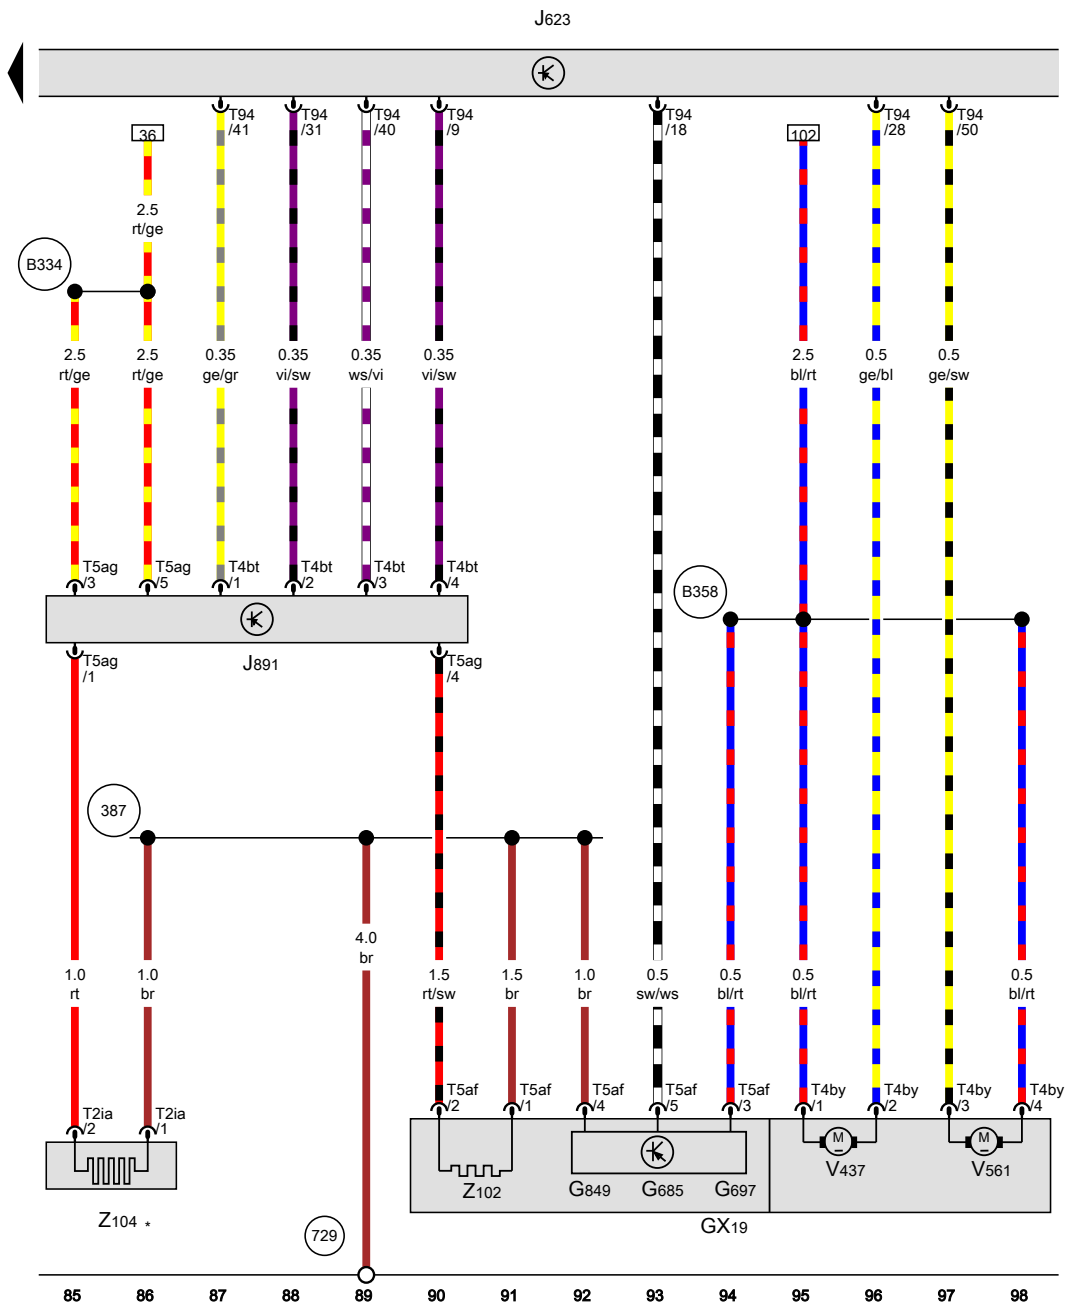 J623
T94 T94 T94 T94 T94 T94 T94
/41 /31 /40 /9 /18 /28 /50
36 102
2.5
rt/ge
B334
2.5 2.5 0.35 0.35 0.35 0.35 2.5 0.5 0.5
rt/ge rt/ge ge/gr vi/sw ws/vi vi/sw bl/rt ge/bl ge/sw
T5ag T5ag T4bt T4bt T4bt T4bt
/3 /5 /1 /2 /3 /4
B358
J891
T5ag T5ag
/1 /4
387
4.0
br
1.0 1.0 1.5 1.5 1.0 0.5 0.5 0.5 0.5
rt br rt/sw br br sw/ws bl/rt bl/rt bl/rt
T5af T5af T5af T5af T5af T4by T4by T4by T4by
/2 /1 /4 /5 /3 /1 /2 /3 /4
T2ia T2ia
/2 /1
M M
V437 V561
Z102 G849 G685 G697
Z104 *
GX19
729
85 86 87 88 89 90 91 92 93 94 95 96 97 98